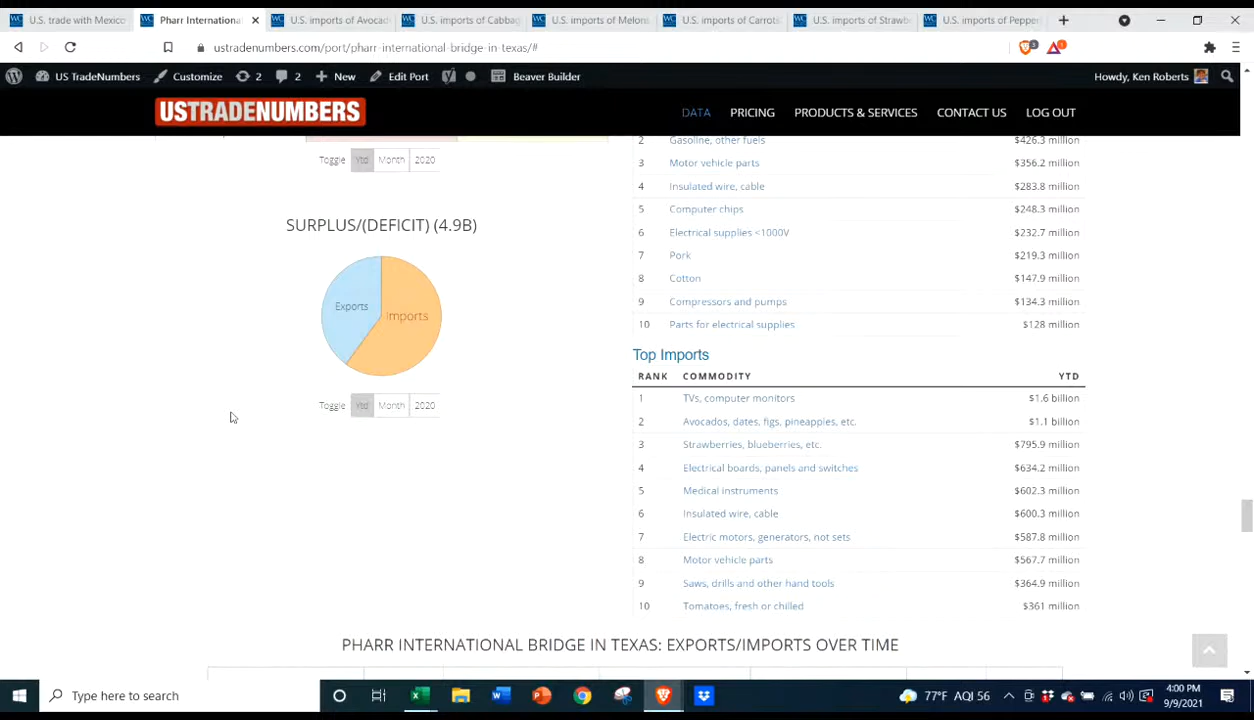 U.S. trade with Mexico
Pharr International
U.S. imports of Avocad
U.S. imports of Cabbag
U.S. imports of Melons
U.S. imports of Carrots
U.S. imports of Strawb
U.S. imports of Pepper
ustradenumbers.com/port/pharr-international-bridge-in-texas/#
3
1
US TradeNumbers
Customize
2
2
New
Edit Port
Beaver Builder
Howdy, Ken Roberts
USTRADENUMBERS
DATA
PRICING
PRODUCTS & SERVICES
CONTACT US
LOG OUT
Toggle Ytd Month 2020
SURPLUS/(DEFICIT) (4.9B)
Exports
Imports
Toggle Ytd Month 2020
2 Gasoline, other fuels $426.3 million
3 Motor vehicle parts $356.2 million
4 Insulated wire, cable $283.8 million
5 Computer chips $248.3 million
6 Electrical supplies <1000V $232.7 million
7 Pork $219.3 million
8 Cotton $147.9 million
9 Compressors and pumps $134.3 million
10 Parts for electrical supplies $128 million
Top Imports
RANK COMMODITY YTD
1 TVs, computer monitors $1.6 billion
2 Avocados, dates, figs, pineapples, etc. $1.1 billion
3 Strawberries, blueberries, etc. $795.9 million
4 Electrical boards, panels and switches $634.2 million
5 Medical instruments $602.3 million
6 Insulated wire, cable $600.3 million
7 Electric motors, generators, not sets $587.8 million
8 Motor vehicle parts $567.7 million
9 Saws, drills and other hand tools $364.9 million
10 Tomatoes, fresh or chilled $361 million
PHARR INTERNATIONAL BRIDGE IN TEXAS: EXPORTS/IMPORTS OVER TIME
Type here to search
77°F AQI 56
4:00 PM
9/9/2021